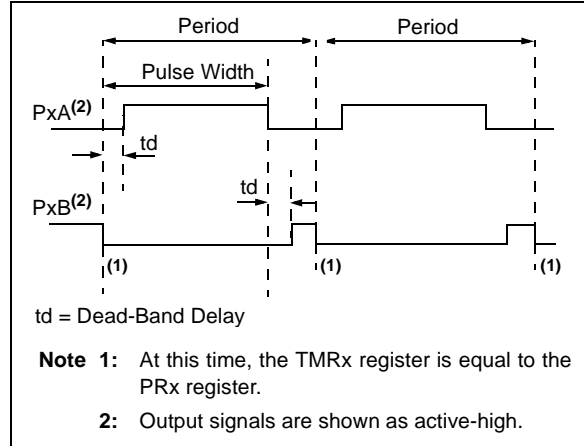 Period Period
Pulse Width
PxA(2)
td
td
PxB(2)
(1) (1) (1)
td = Dead-Band Delay
Note 1: At this time, the TMRx register is equal to the
PRx register.
2: Output signals are shown as active-high.